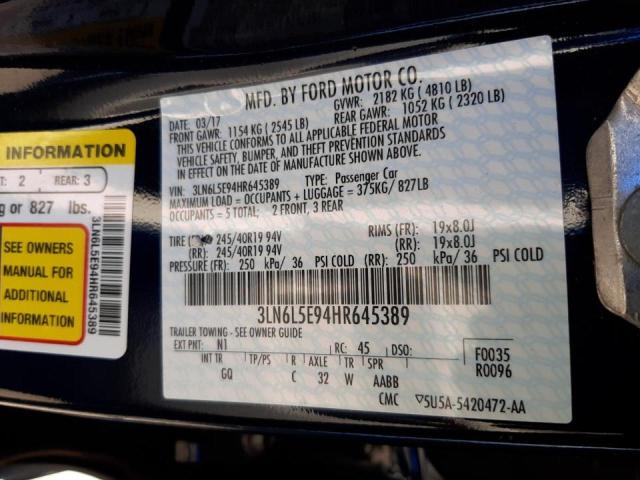 MFD. BY FORD MOTOR CO.
DATE: 03/17 GVWR: 2182 KG ( 4810 LB)
FRONT GAWR: 1154 KG ( 2545 LB) REAR GAWR: 1052 KG ( 2320 LB)
THIS VEHICLE CONFORMS TO ALL APPLICABLE FEDERAL MOTOR
VEHICLE SAFETY, BUMPER, AND THEFT PREVENTION STANDARDS
IN EFFECT ON THE DATE OF MANUFACTURE SHOWN ABOVE.
VIN: 3LN6L5E94HR645389 TYPE: Passenger Car
MAXIMUM LOAD = OCCUPANTS + LUGGAGE = 375KG/ 827LB
OCCUPANTS = 5 TOTAL; 2 FRONT, 3 REAR
TIRE 245/40R19 94V RIMS (FR): 19x8.0J
(RR): 245/40R19 94V (RR): 19x8.0J
PRESSURE (FR): 250 kPa/ 36 PSI COLD (RR): 250 kPa/ 36 PSI COLD
3LN6L5E94HR645389
TRAILER TOWING - SEE OWNER GUIDE
EXT PNT: N1 RC: 45 DSO: F0035
R0096
INT TR TP/PS R AXLE TR SPR
GQ C 32 W AABB
CMC ▽5U5A-5420472-AA
INFORMATION
: 2 REAR: 3
g or 827 lbs.
SEE OWNERS
MANUAL FOR
ADDITIONAL
INFORMATION
3LN6L5E94HR645389